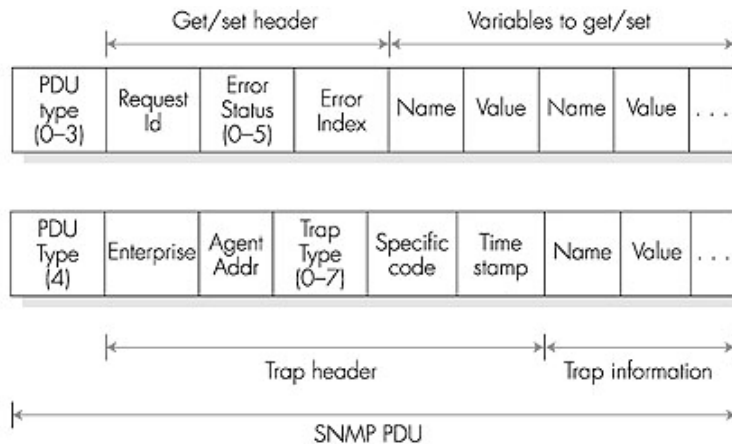 Get/set header
Variables to get/set
PDU
type
(0–3)
Request
Id
Error
Status
(0–5)
Error
Index
Name
Value
Name
Value
. . .
PDU
Type
(4)
Enterprise
Agent
Addr
Trap
Type
(0–7)
Specific
code
Time
stamp
Name
Value
. . .
Trap header
Trap information
SNMP PDU